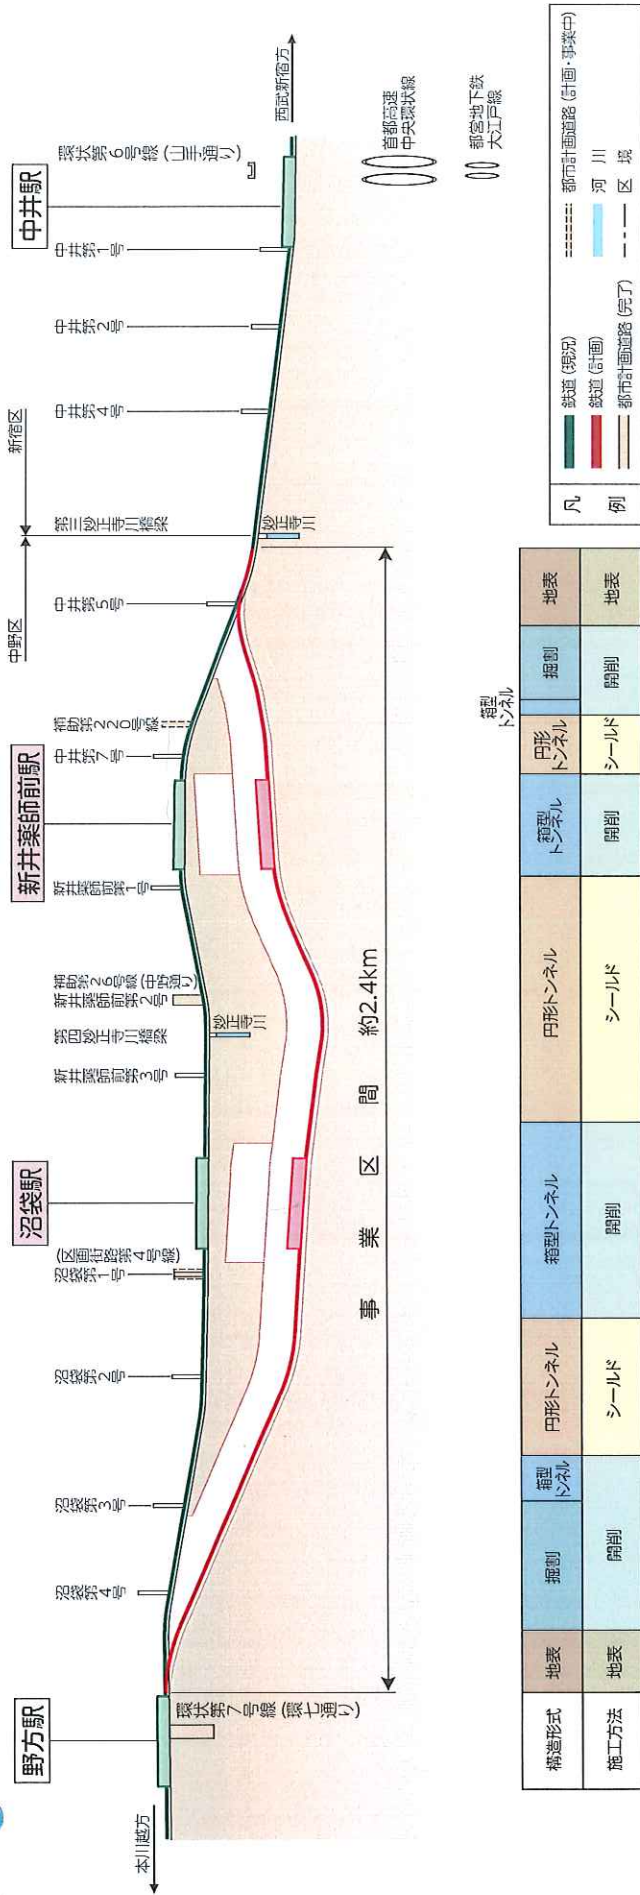 本川越方
野方駅
環状第7号線 (環七通り)
沼袋第4号
沼袋第3号
沼袋第2号
沼袋第1号
(区画街路第4号線)
沼袋駅
新井薬師前第3号
第四妙正寺川橋梁
妙正寺川
新井薬師前第2号
補助第26号線 (中野通り)
新井薬師前第1号
新井薬師前駅
中井第7号
補助第220号線
中井第5号
中野区
新宿区
第三妙正寺川橋梁
妙正寺川
中井第4号
中井第2号
中井第1号
中井駅
環状第6号線 (山手通り)
西武新宿方
首都高速
中央環状線
都営地下鉄
大江戸線
事業区間 約2.4km
構造形式 地表 掘割 箱型トンネル 円形トンネル 箱型トンネル 円形トンネル 箱型トンネル 円形トンネル 箱型トンネル 掘割 地表
施工方法 地表 開削 シールド 開削 シールド 開削 シールド 開削 地表
凡例
鉄道 (現況)
鉄道 (計画)
都市計画道路 (完了)
都市計画道路 (計画・事業中)
河川
区境